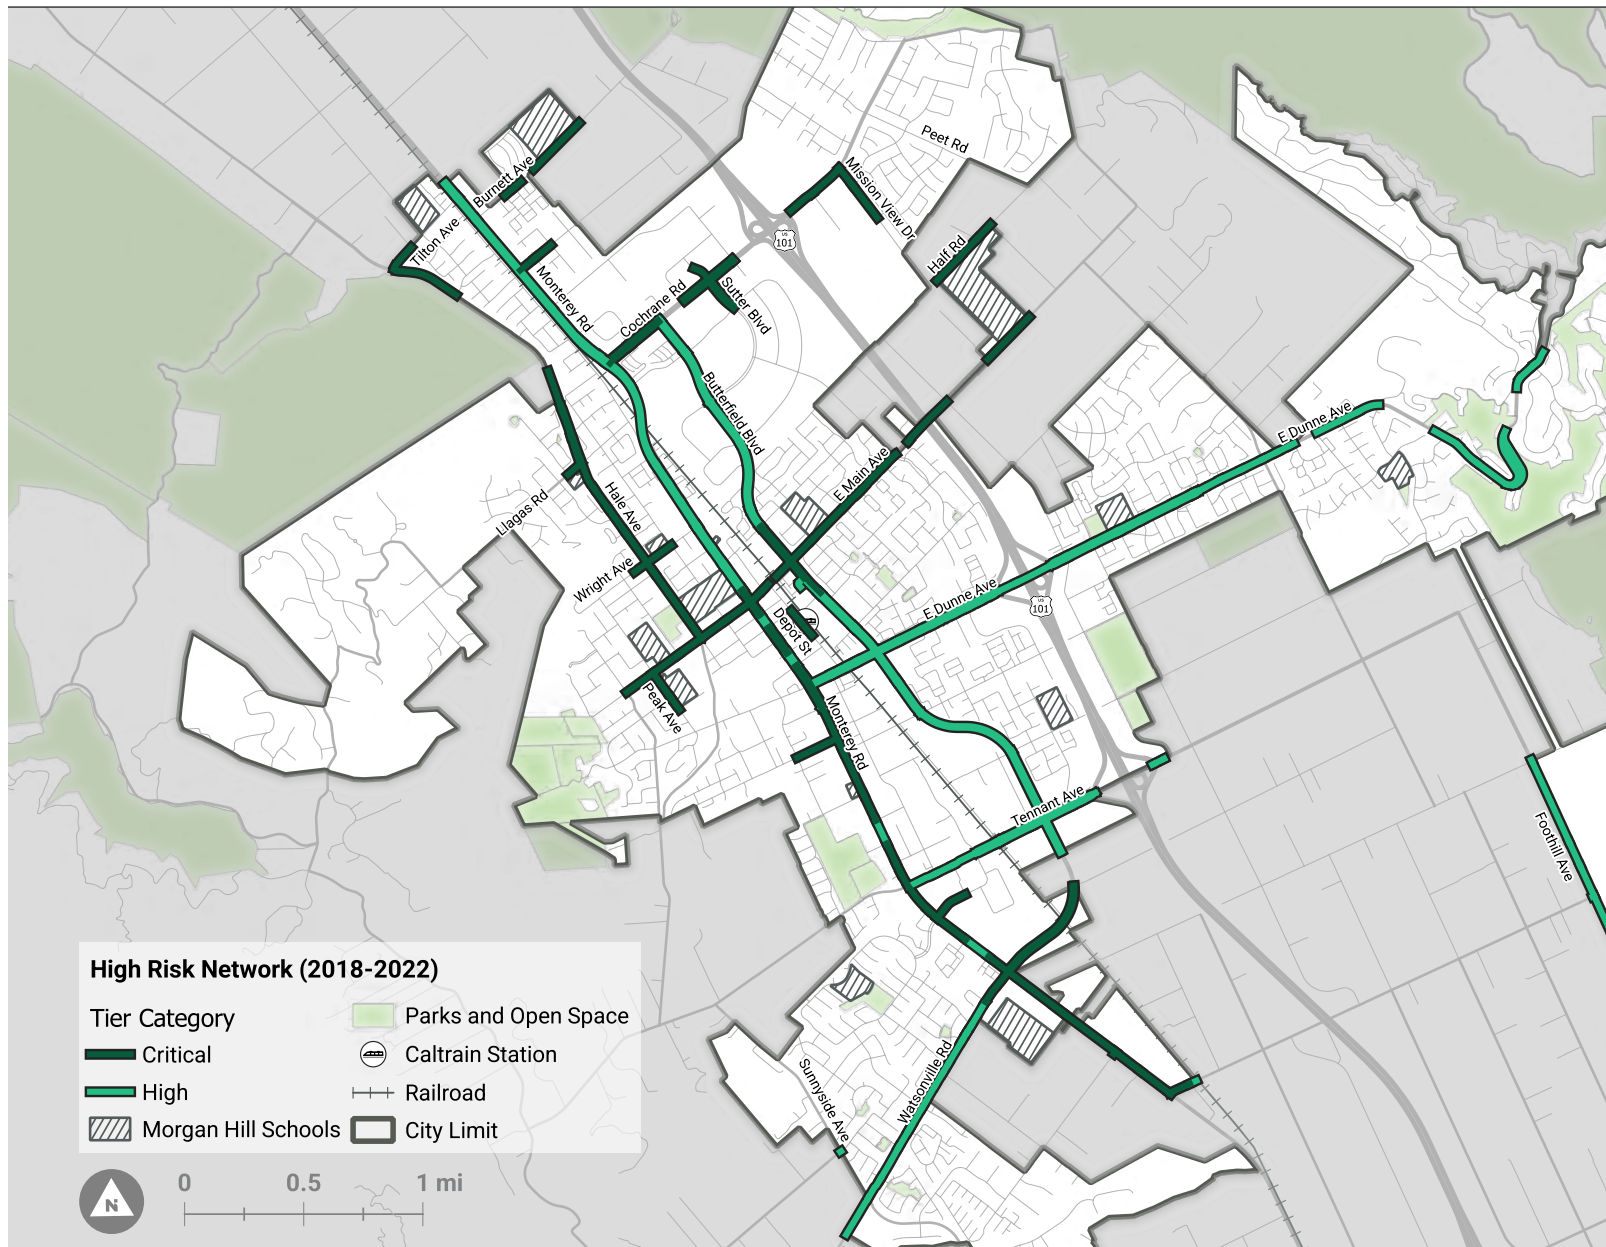 Peet Rd
Mission View Dr
Burnett Ave
Tilton Ave
US
101
Half Rd
Monterey Rd
Cochrane Rd
Sutter Blvd
Butterfield Blvd
E Dunne Ave
E Main Ave
Hale Ave
Llagas Rd
Wright Ave
E Dunne Ave
US
101
Depot St
Peak Ave
Monterey Rd
Tennant Ave
Foothill Ave
Watsonville Rd
Sunnyside Ave
High Risk Network (2018-2022)
Tier Category
Critical
High
Morgan Hill Schools
Parks and Open Space
Caltrain Station
Railroad
City Limit
N
0 0.5 1 mi